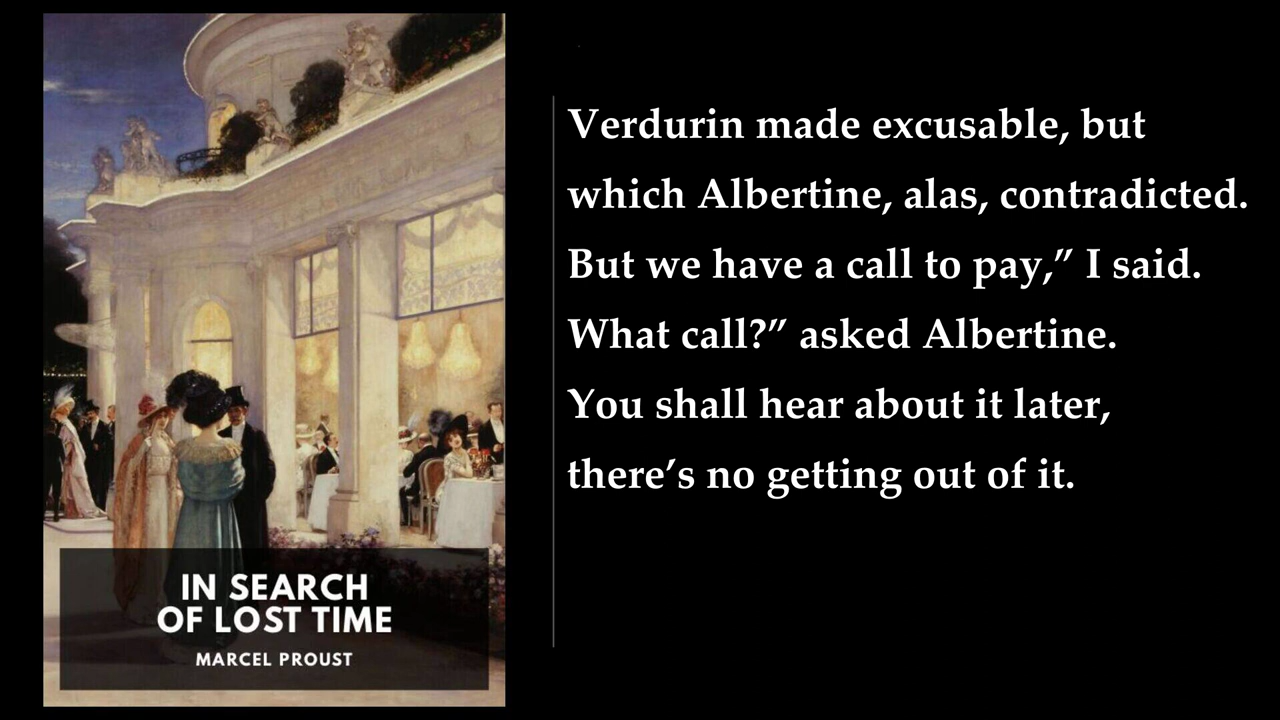 Verdurin made excusable, but
which Albertine, alas, contradicted.
But we have a call to pay,” I said.
What call?” asked Albertine.
You shall hear about it later,
there’s no getting out of it.
IN SEARCH
OF LOST TIME
MARCEL PROUST